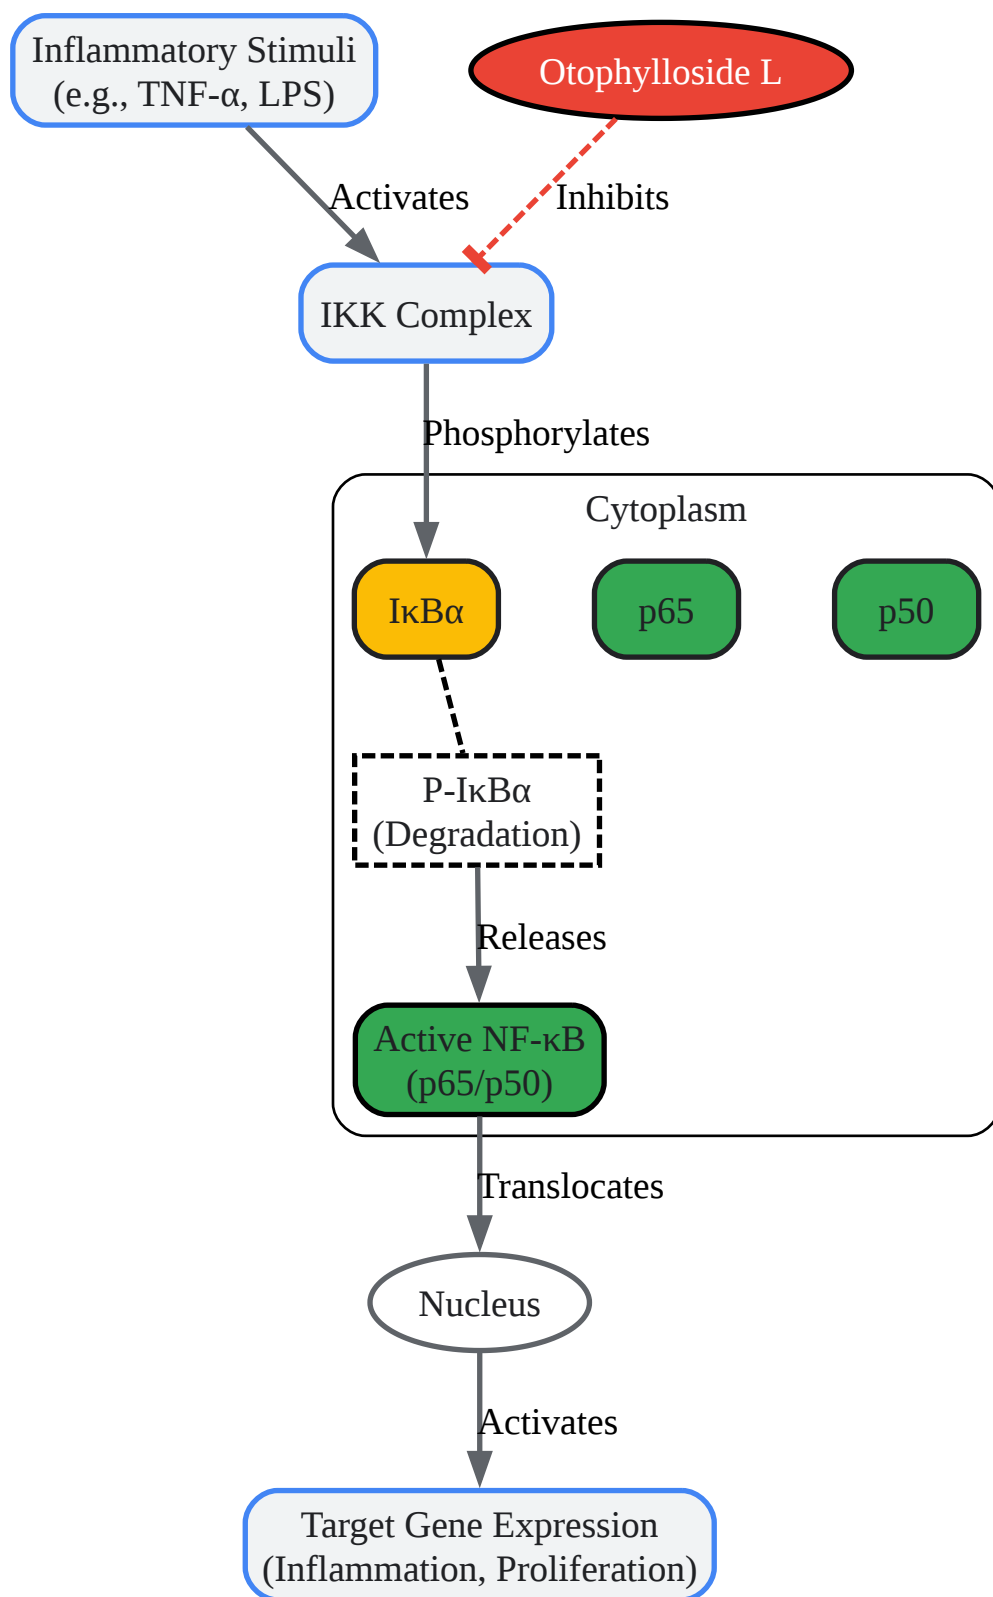 Inflammatory Stimuli
(e.g., TNF-α, LPS)
Otophylloside L
Activates
Inhibits
IKK Complex
Phosphorylates
Cytoplasm
IκBα
p65
p50
P-IκBα
(Degradation)
Releases
Active NF-κB
(p65/p50)
Translocates
Nucleus
Activates
Target Gene Expression
(Inflammation, Proliferation)